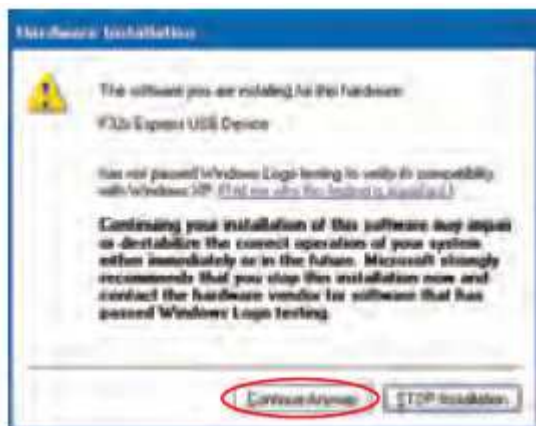 Hardware Installation
The software you are installing for this hardware:
Express USB Device
has not passed Windows Logo testing to verify its compatibility
with Windows XP. (Tell me why this testing is important.)
Continuing your installation of this software may impair
or destabilize the correct operation of your system
either immediately or in the future. Microsoft strongly
recommends that you stop this installation now and
contact the hardware vendor for software that has
passed Windows Logo testing.
Continue Anyway
STOP Installation